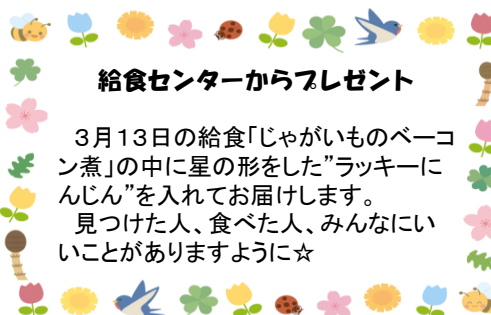 給食センターからプレゼント
　３月１３日の給食｢じゃがいものベーコ
ン煮｣の中に星の形をした”ラッキーに
んじん”を入れてお届けします。
　見つけた人、食べた人、みんなにい
いことがありますように☆